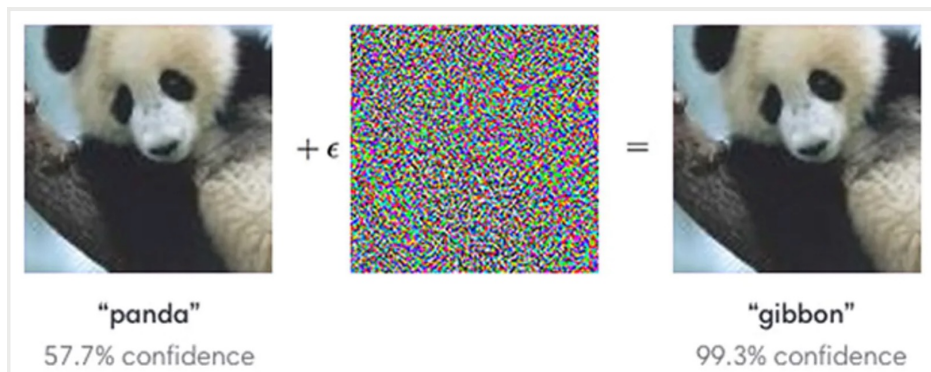 + ϵ
=
“panda”
57.7% confidence
“gibbon”
99.3% confidence